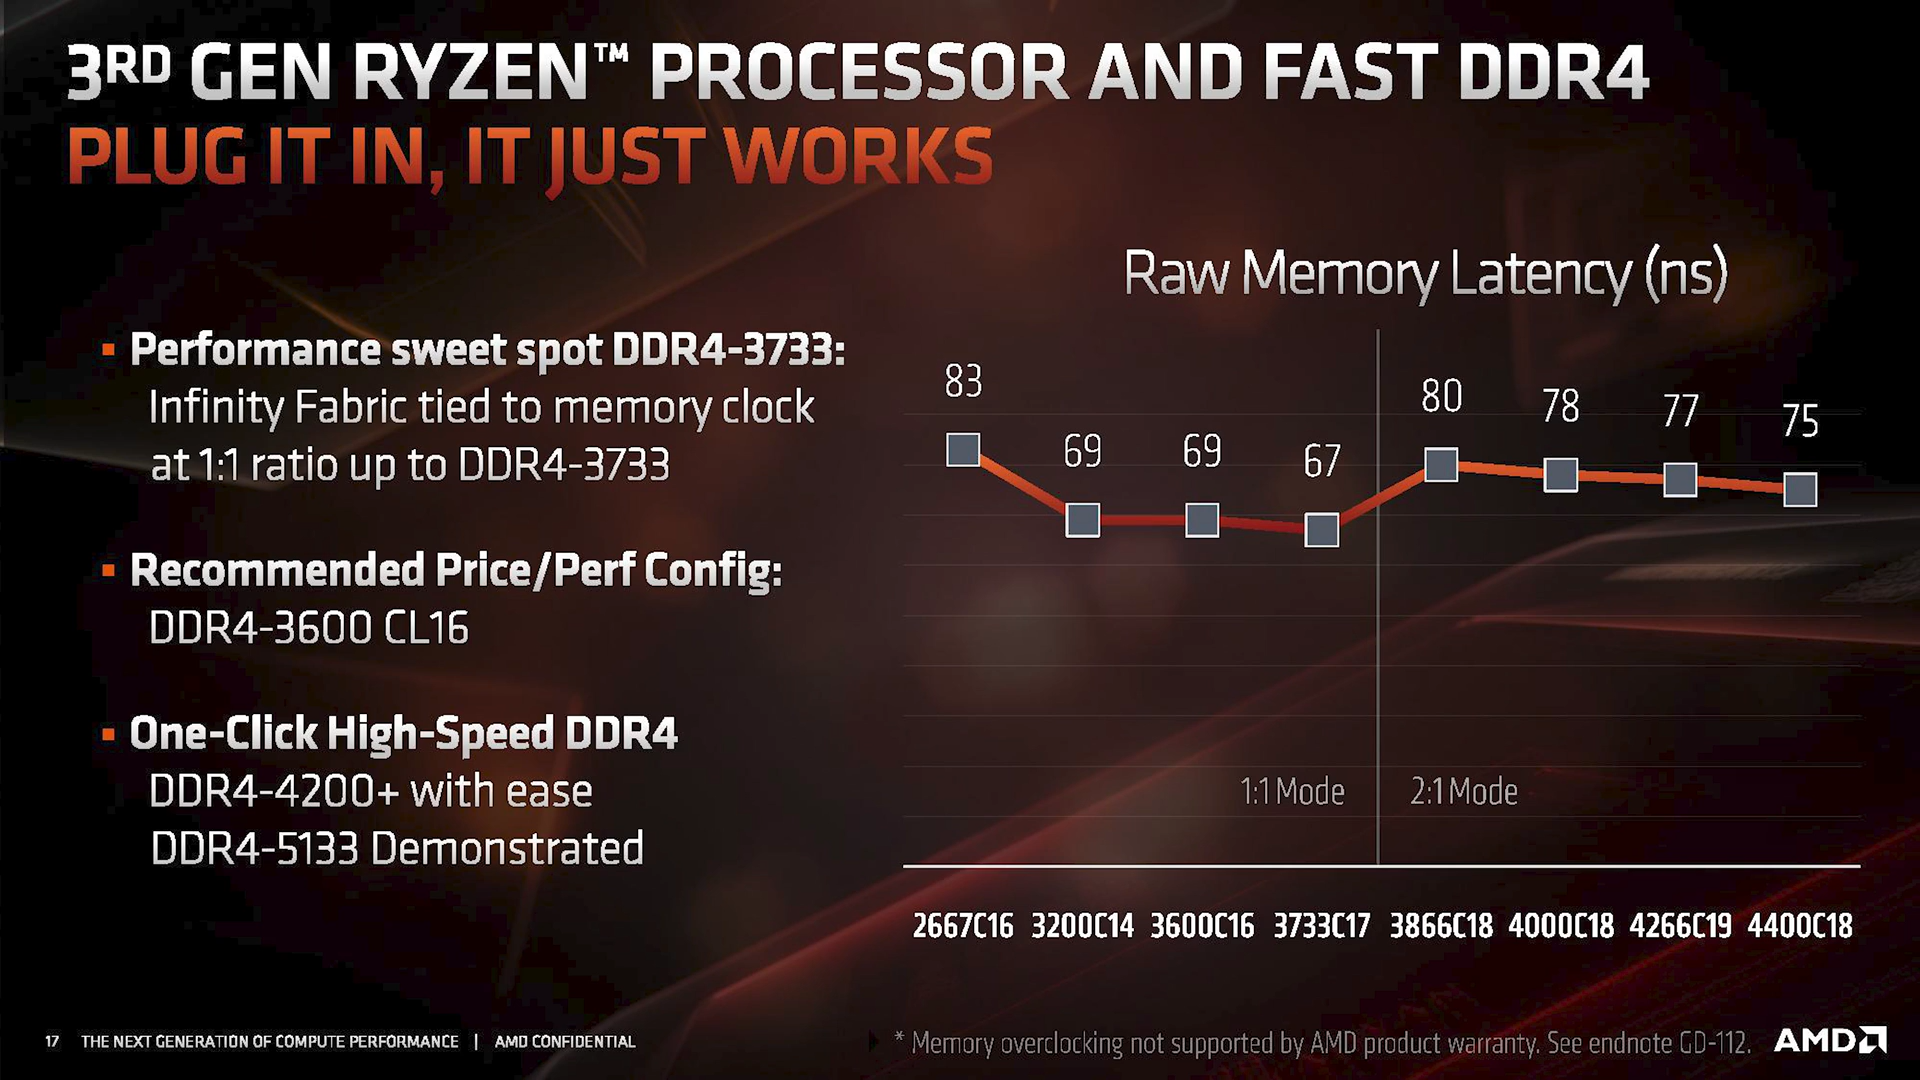 3RD GEN RYZEN™ PROCESSOR AND FAST DDR4
PLUG IT IN, IT JUST WORKS
▪ Performance sweet spot DDR4-3733:
Infinity Fabric tied to memory clock
at 1:1 ratio up to DDR4-3733
▪ Recommended Price/Perf Config:
DDR4-3600 CL16
▪ One-Click High-Speed DDR4
DDR4-4200+ with ease
DDR4-5133 Demonstrated
Raw Memory Latency (ns)
83 69 69 67 80 78 77 75
1:1 Mode 2:1 Mode
2667C16 3200C14 3600C16 3733C17 3866C18 4000C18 4266C19 4400C18
17 THE NEXT GENERATION OF COMPUTE PERFORMANCE | AMD CONFIDENTIAL
* Memory overclocking not supported by AMD product warranty. See endnote GD-112.
AMD